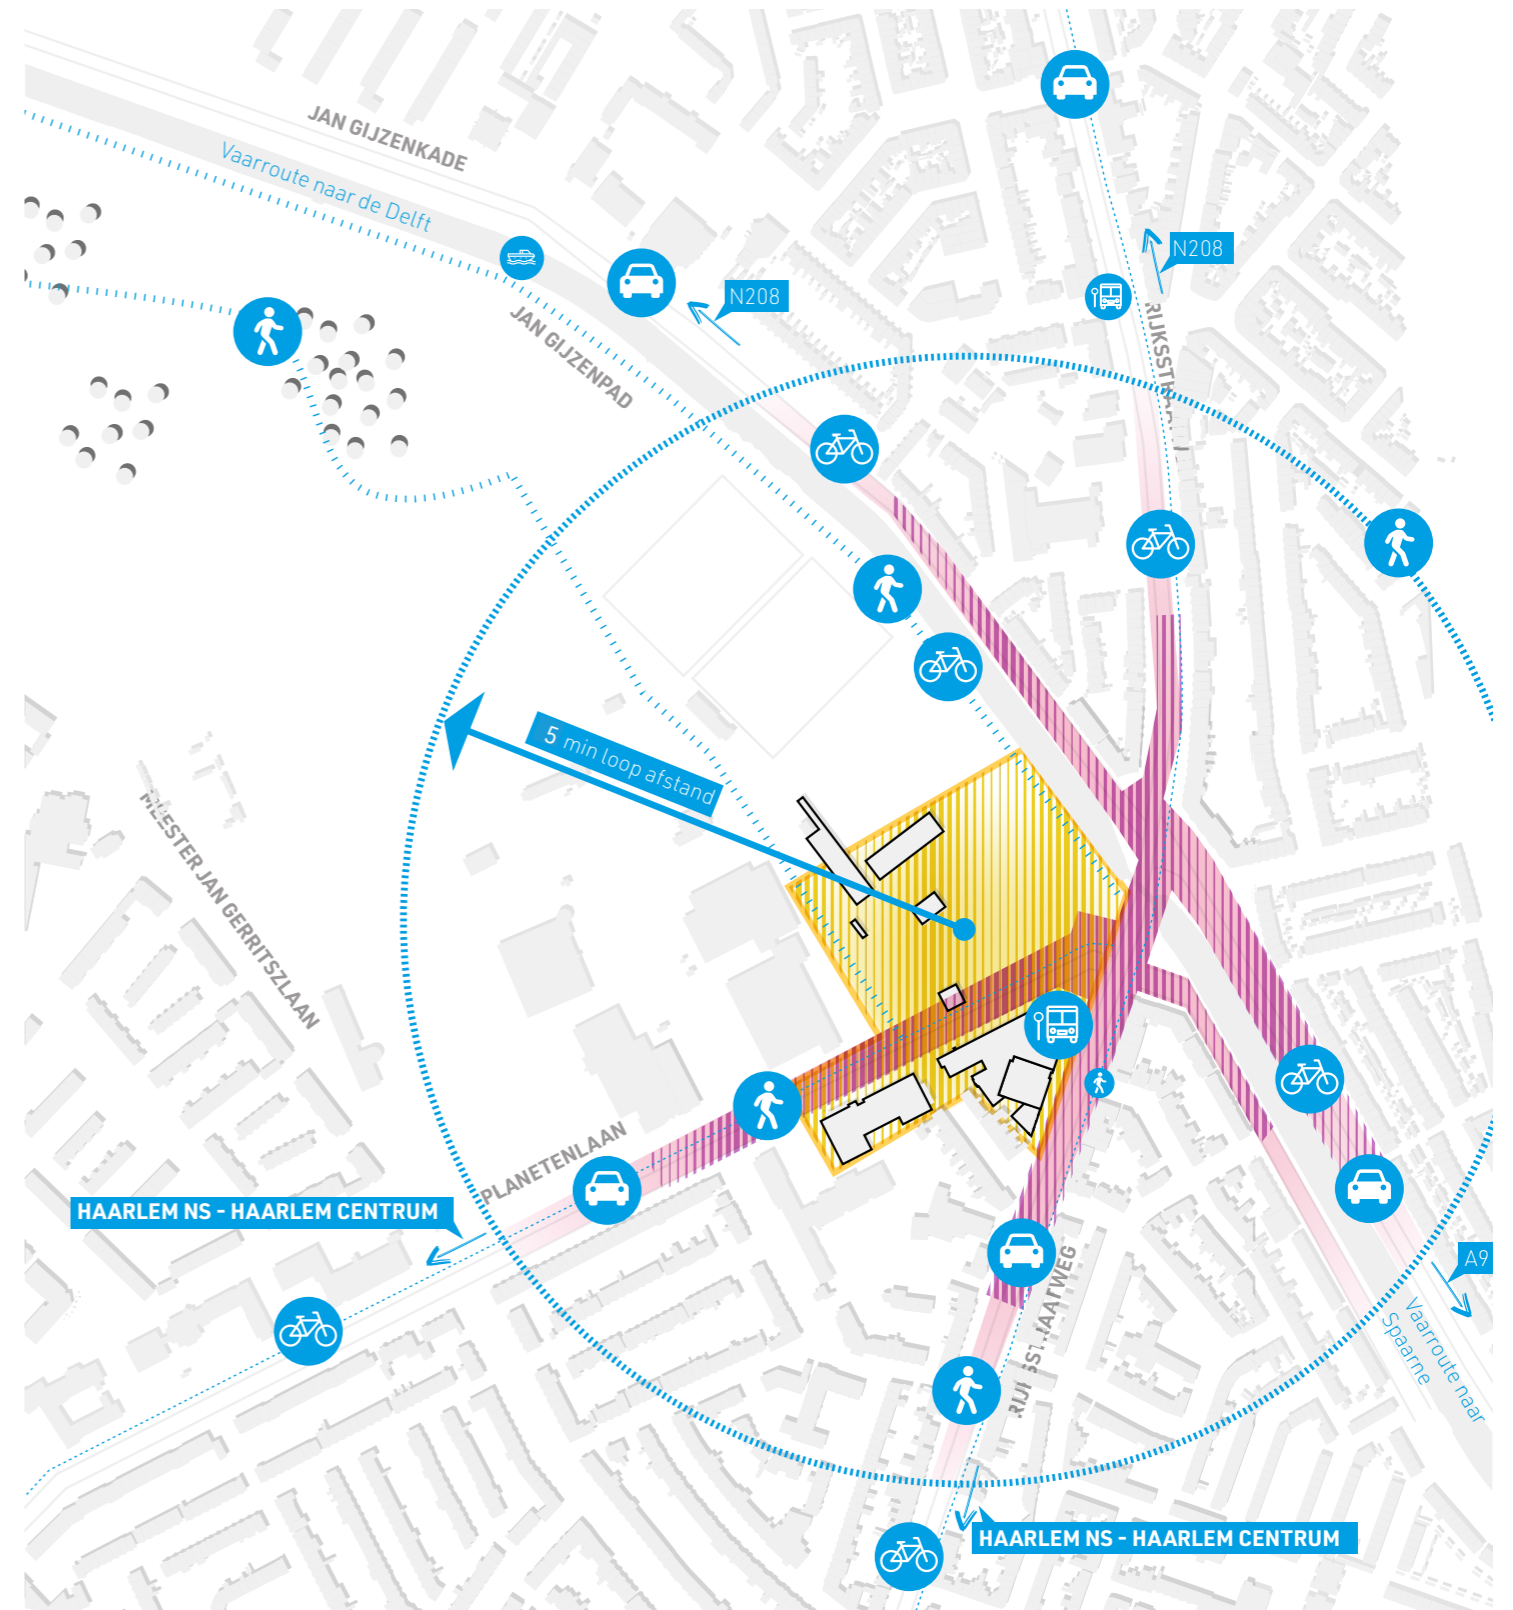 JAN GIJZENKADE
Vaarroute naar de Delft
N208
N208
JAN GIJZENPAD
5 min loop afstand
MEESTER JAN GERRITSZLAAN
PLANETENLAAN
HAARLEM NS - HAARLEM CENTRUM
A9
Vaarroute naar
Spaarne
HAARLEM NS - HAARLEM CENTRUM